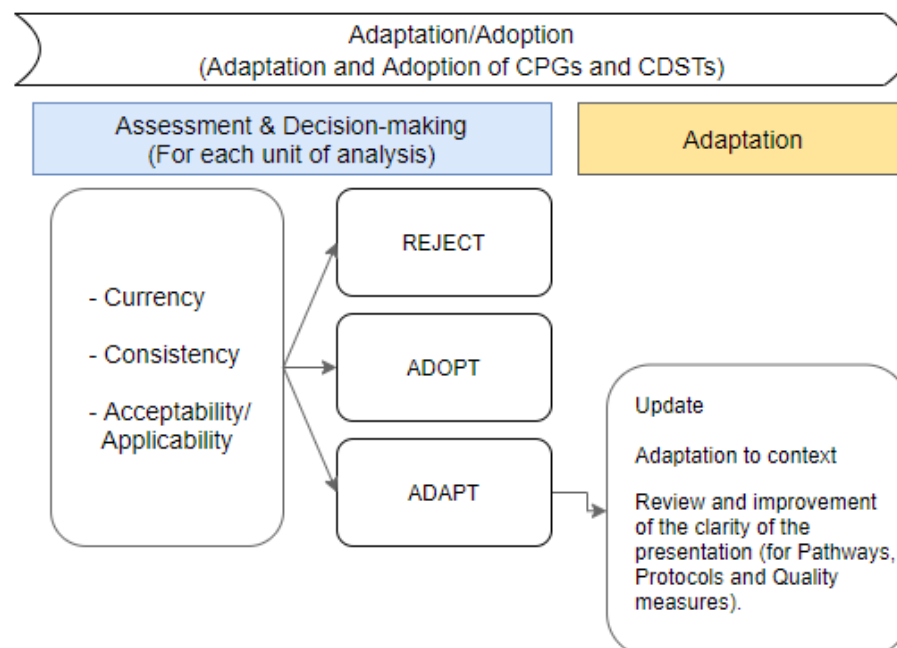 Adaptation/Adoption
(Adaptation and Adoption of CPGs and CDSTs)
Assessment & Decision-making
(For each unit of analysis)
Adaptation
- Currency
- Consistency
- Acceptability/
Applicability
REJECT
ADOPT
ADAPT
Update
Adaptation to context
Review and improvement
of the clarity of the
presentation (for Pathways,
Protocols and Quality
measures).